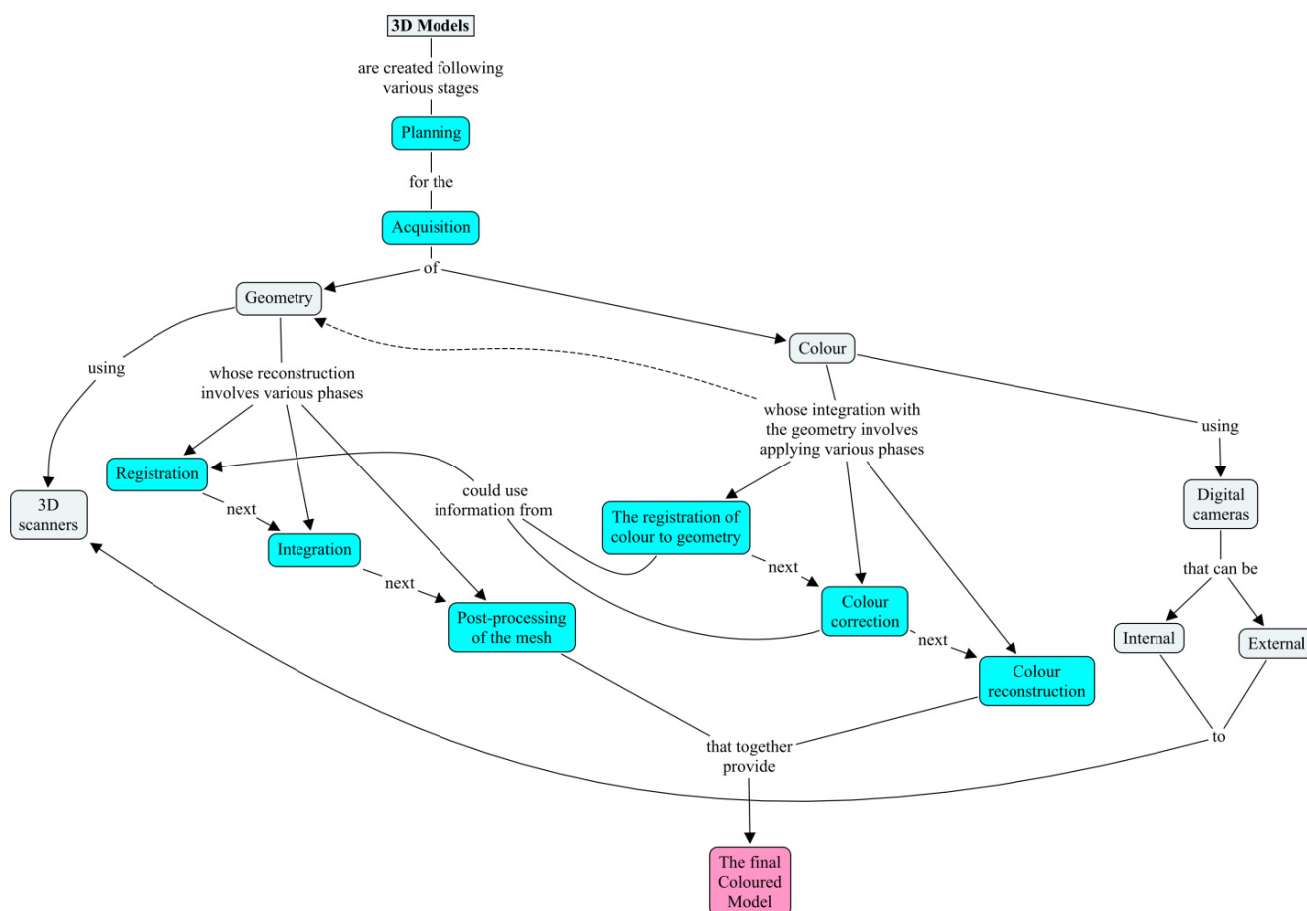 3D Models
are created following
various stages
Planning
for the
Acquisition
of
Geometry
Colour
using
whose reconstruction
involves various phases
whose integration with
the geometry involves
applying various phases
using
Registration
could use
information from
3D
scanners
next
The registration of
colour to geometry
Digital
cameras
Integration
next
next
that can be
Post-processing
of the mesh
Colour
correction
next
Internal
External
Colour
reconstruction
that together
provide
to
The final
Coloured
Model